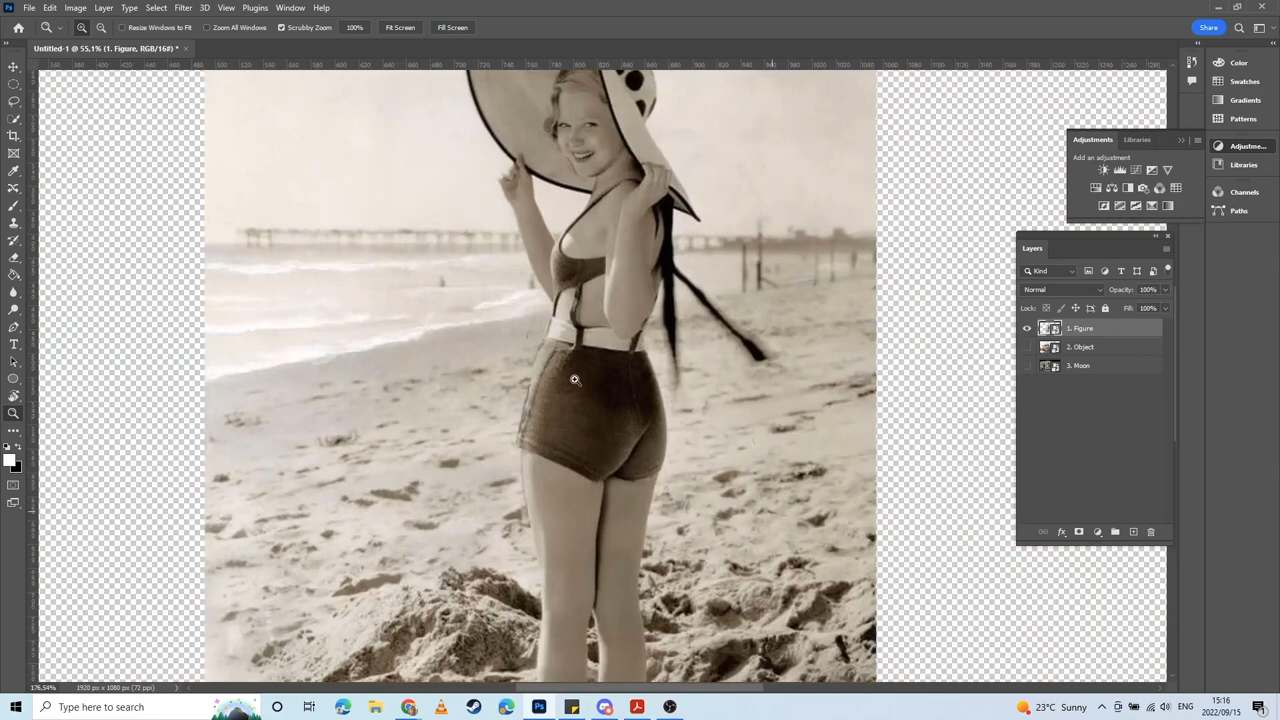 Ps File Edit Image Layer Type Select Filter 3D View Plugins Window Help
Resize Windows to Fit Zoom All Windows Scrubby Zoom 100% Fit Screen Fill Screen Share
Untitled-1 @ 55,1% (1. Figure, RGB/16#) * ×
Color
Swatches
Gradients
Patterns
Adjustments Libraries
Adjustme...
Add an adjustment
Libraries
Channels
Paths
Layers
Kind
Normal Opacity: 100%
Lock: Fill: 100%
1. Figure
2. Object
3. Moon
176,54% 1920 px x 1080 px (72 ppi)
Type here to search
23°C Sunny
ENG
15:16
2022/09/15